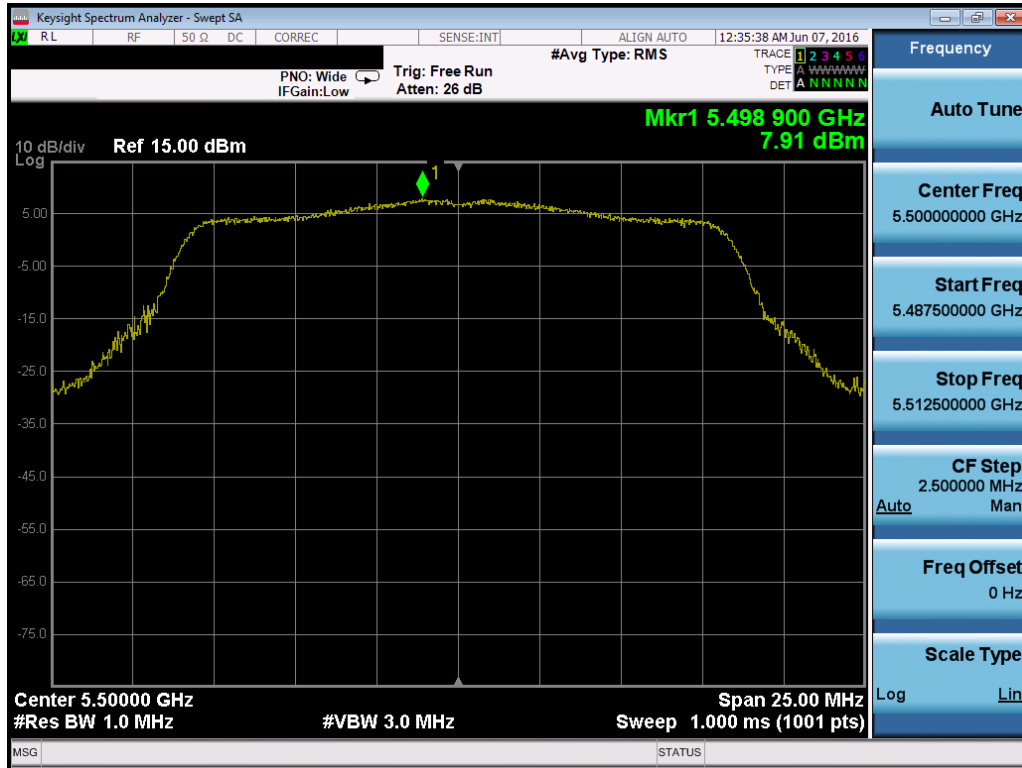 Keysight Spectrum Analyzer - Swept SA
LXI RL RF 50 Ω DC CORREC SENSE:INT ALIGN AUTO 12:35:38 AM Jun 07, 2016
#Avg Type: RMS
TRACE 1 2 3 4 5 6
TYPE A WWWWW
DET A N N N N N
PNO: Wide
IFGain:Low
Trig: Free Run
Atten: 26 dB
Mkr1 5.498 900 GHz
7.91 dBm
10 dB/div Ref 15.00 dBm
Log
1
5.00
-5.00
-15.0
-25.0
-35.0
-45.0
-55.0
-65.0
-75.0
Center 5.50000 GHz
Span 25.00 MHz
#Res BW 1.0 MHz
#VBW 3.0 MHz
Sweep 1.000 ms (1001 pts)
MSG
STATUS
Frequency
Auto Tune
Center Freq
5.500000000 GHz
Start Freq
5.487500000 GHz
Stop Freq
5.512500000 GHz
CF Step
2.500000 MHz
Auto Man
Freq Offset
0 Hz
Scale Type
Log Lin